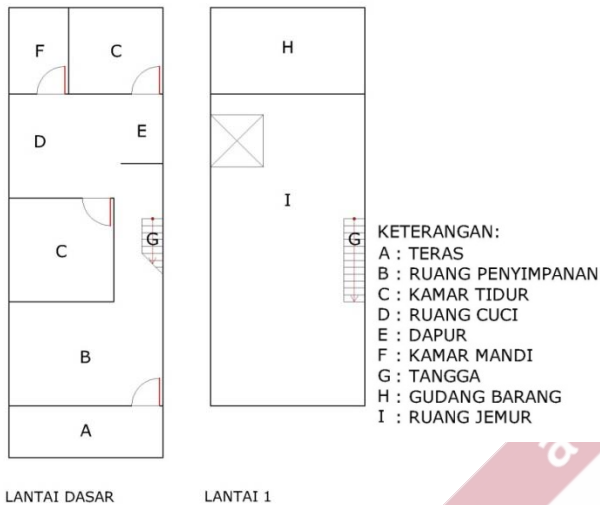 F
C
H
D
E
I
C
G
G
B
A
KETERANGAN:
A : TERAS
B : RUANG PENYIMPANAN
C : KAMAR TIDUR
D : RUANG CUCI
E : DAPUR
F : KAMAR MANDI
G : TANGGA
H : GUDANG BARANG
I : RUANG JEMUR
a
LANTAI DASAR
LANTAI 1